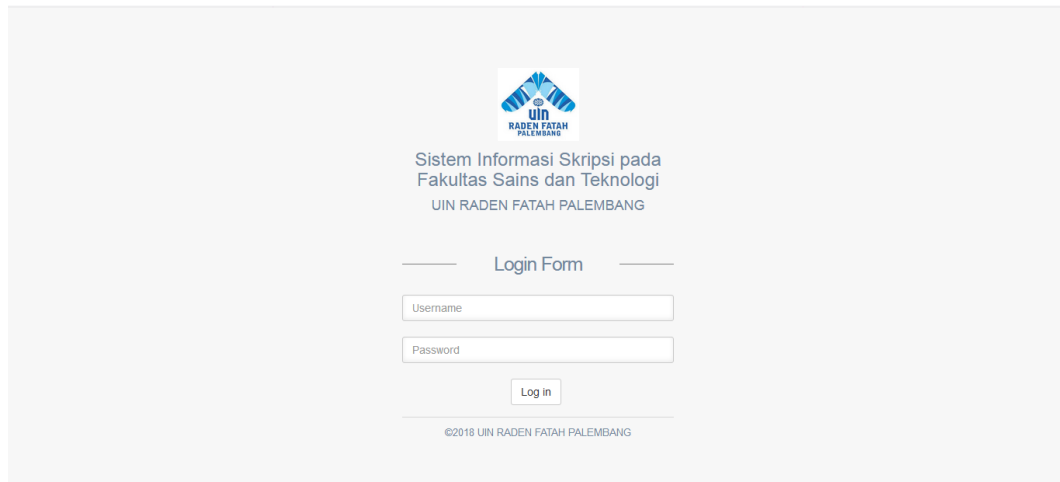 uin
RADEN FATAH
PALEMBANG
Sistem Informasi Skripsi pada
Fakultas Sains dan Teknologi
UIN RADEN FATAH PALEMBANG
Login Form
Username
Password
Log in
©2018 UIN RADEN FATAH PALEMBANG